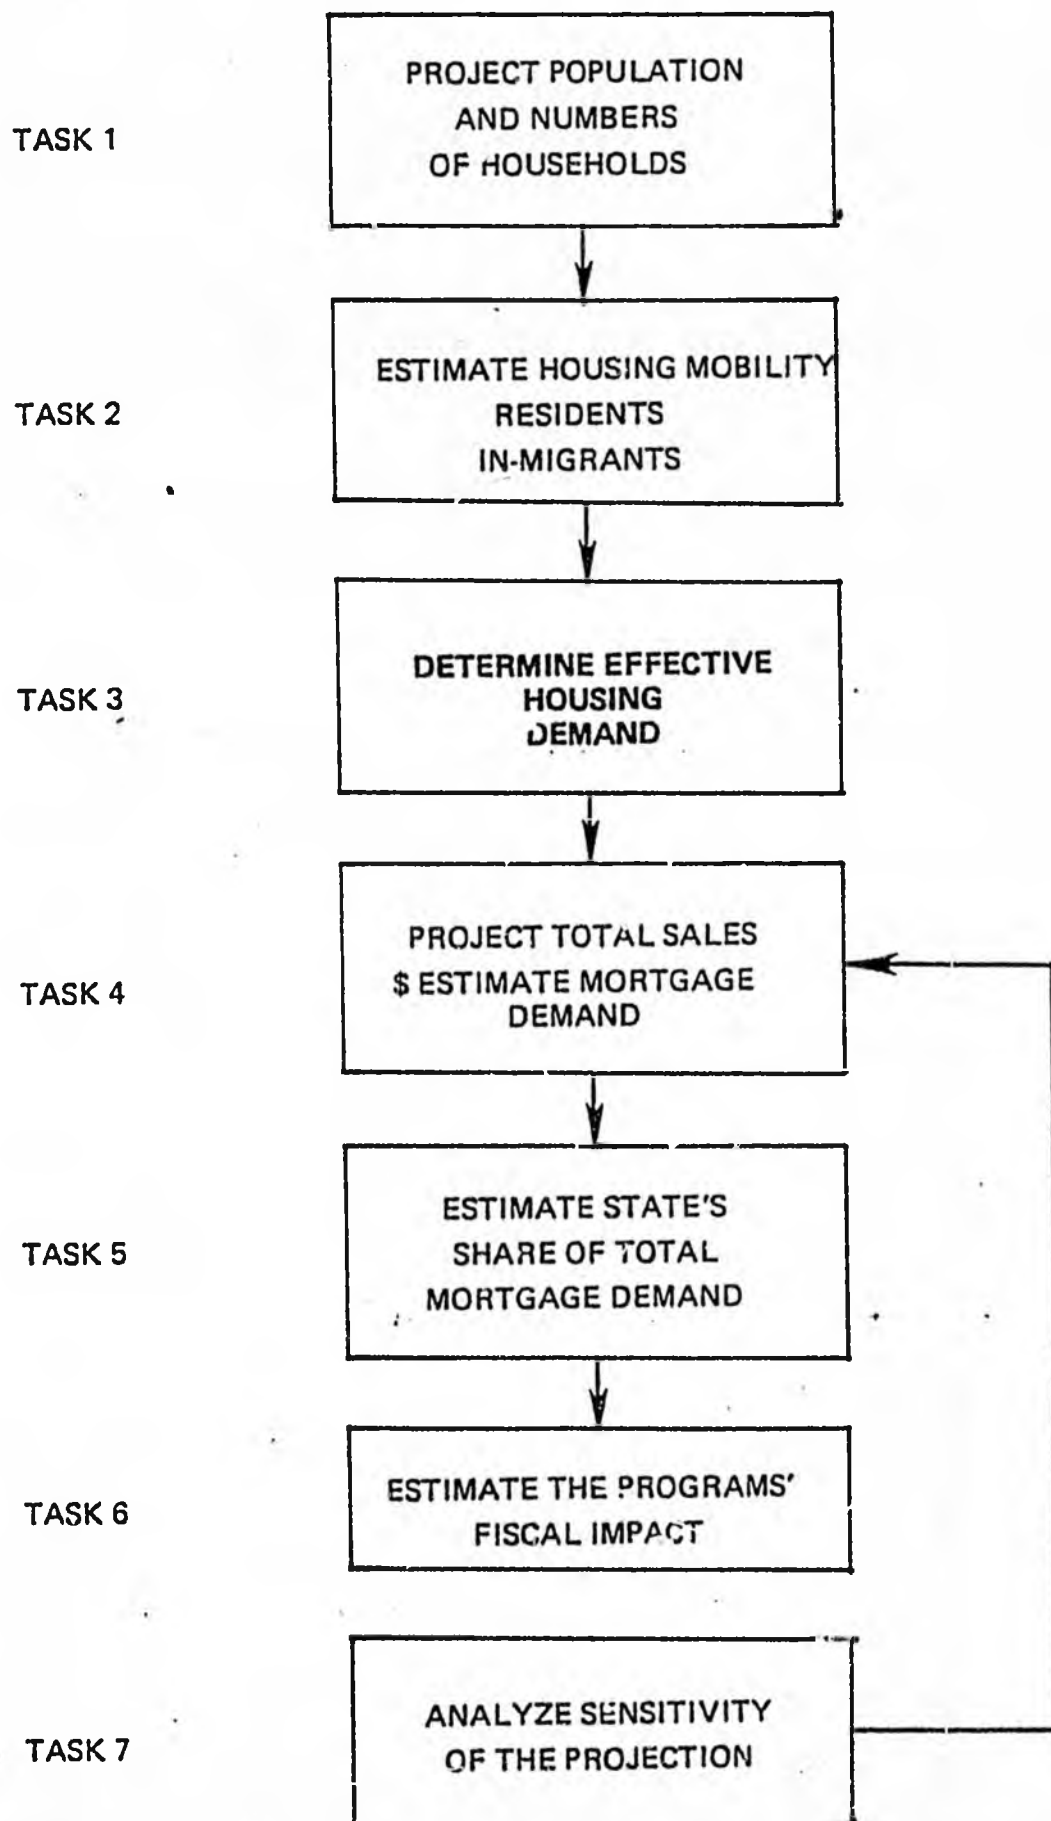 TASK 1
PROJECT POPULATION
AND NUMBERS
OF HOUSEHOLDS
TASK 2
ESTIMATE HOUSING MOBILITY
RESIDENTS
IN-MIGRANTS
TASK 3
DETERMINE EFFECTIVE
HOUSING
DEMAND
TASK 4
PROJECT TOTAL SALES
$ ESTIMATE MORTGAGE
DEMAND
TASK 5
ESTIMATE STATE'S
SHARE OF TOTAL
MORTGAGE DEMAND
TASK 6
ESTIMATE THE PROGRAMS'
FISCAL IMPACT
TASK 7
ANALYZE SENSITIVITY
OF THE PROJECTION